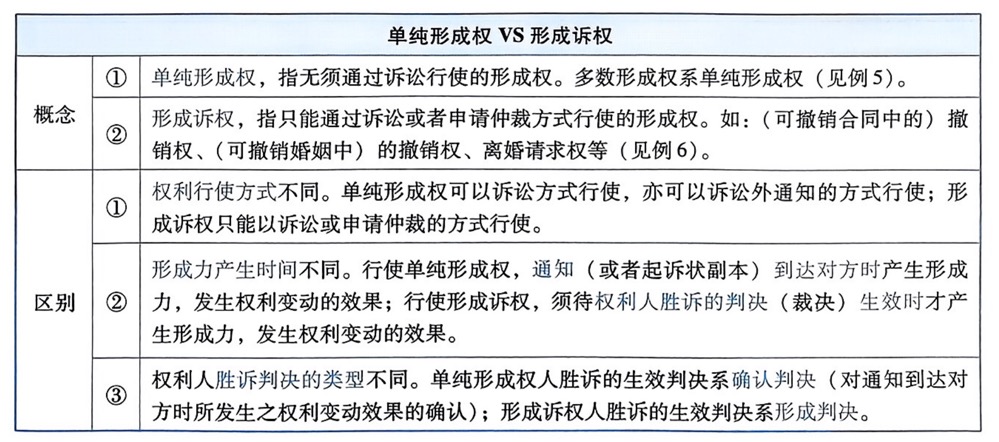 单纯形成权 VS 形成诉权
概念
① 单纯形成权，指无须通过诉讼行使的形成权。多数形成权系单纯形成权（见例5）。
② 形成诉权，指只能通过诉讼或者申请仲裁方式行使的形成权。如：（可撤销合同中的）撤
销权、（可撤销婚姻中）的撤销权、离婚请求权等（见例6）。
区别
① 权利行使方式不同。单纯形成权可以诉讼方式行使，亦可以诉讼外通知的方式行使；形
成诉权只能以诉讼或申请仲裁的方式行使。
② 形成力产生时间不同。行使单纯形成权，通知（或者起诉状副本）到达对方时产生形成
力，发生权利变动的效果；行使形成诉权，须待权利人胜诉的判决（裁决）生效时才产
生形成力，发生权利变动的效果。
③ 权利人胜诉判决的类型不同。单纯形成权人胜诉的生效判决系确认判决（对通知到达对
方时所发生之权利变动效果的确认）；形成诉权人胜诉的生效判决系形成判决。